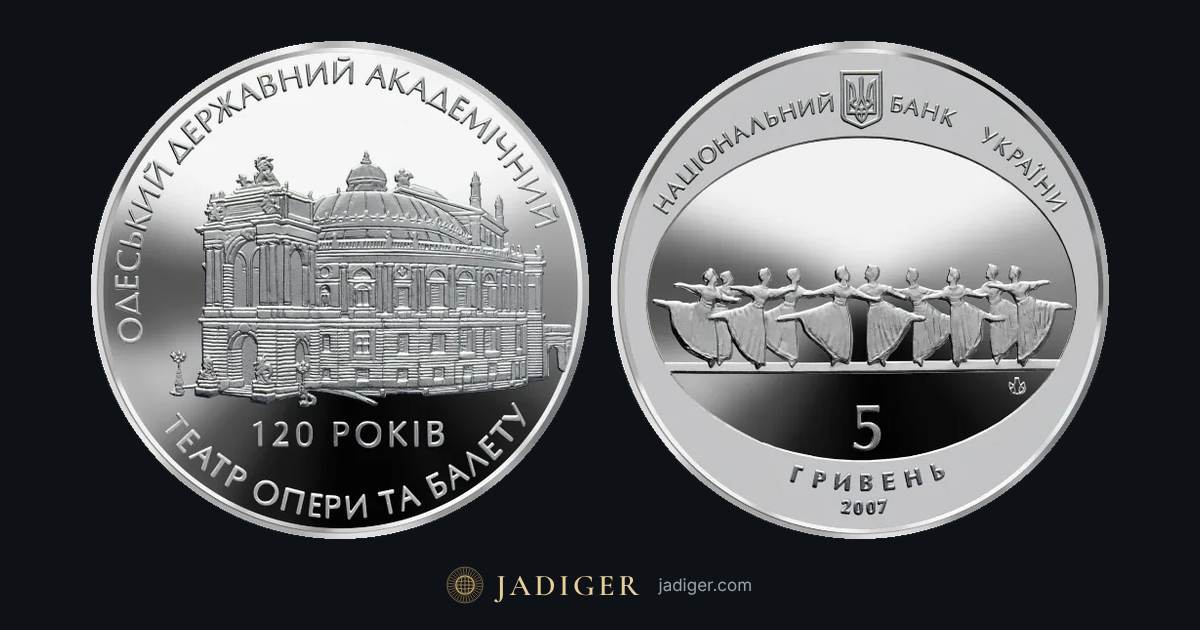 ОДЕСЬКИЙ ДЕРЖАВНИЙ АКАДЕМІЧНИЙ
120 РОКІВ
ТЕАТР ОПЕРИ ТА БАЛЕТУ
НАЦІОНАЛЬНИЙ БАНК УКРАЇНИ
5
ГРИВЕНЬ
2007
JADIGER jadiger.com